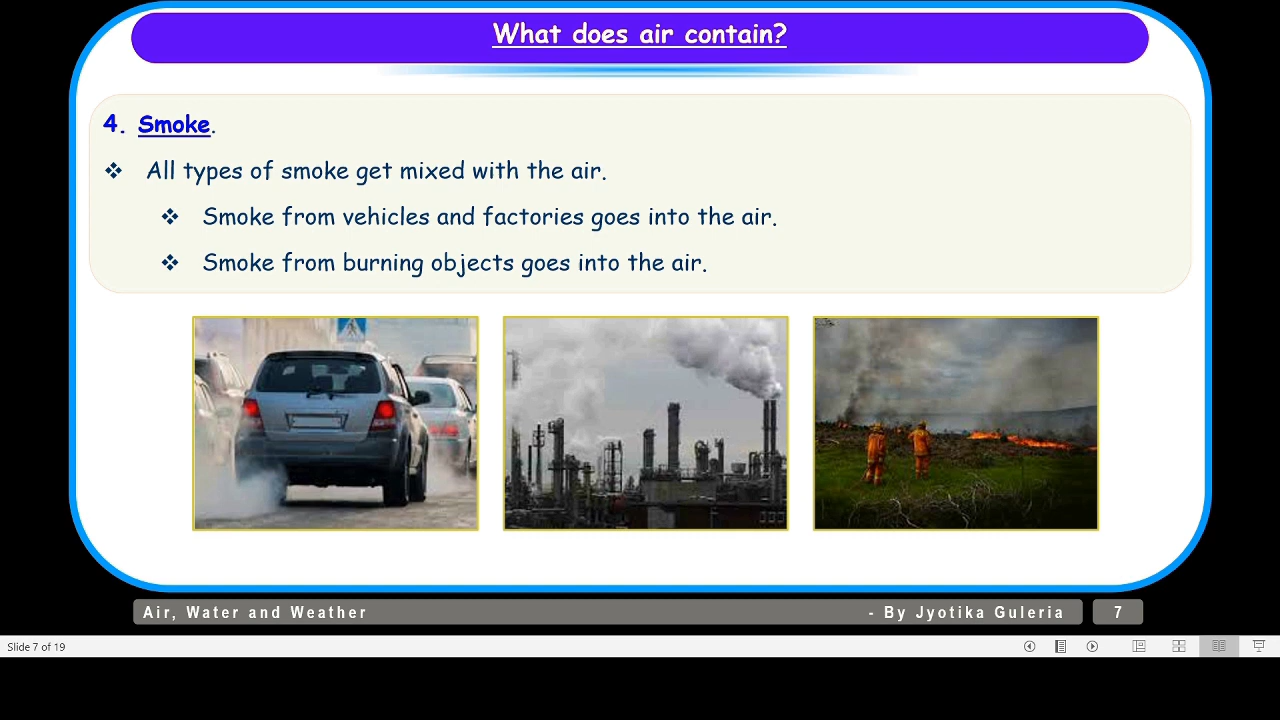 What does air contain?
4. Smoke.
❖ All types of smoke get mixed with the air.
❖ Smoke from vehicles and factories goes into the air.
❖ Smoke from burning objects goes into the air.
Air, Water and Weather - By Jyotika Guleria 7
Slide 7 of 19